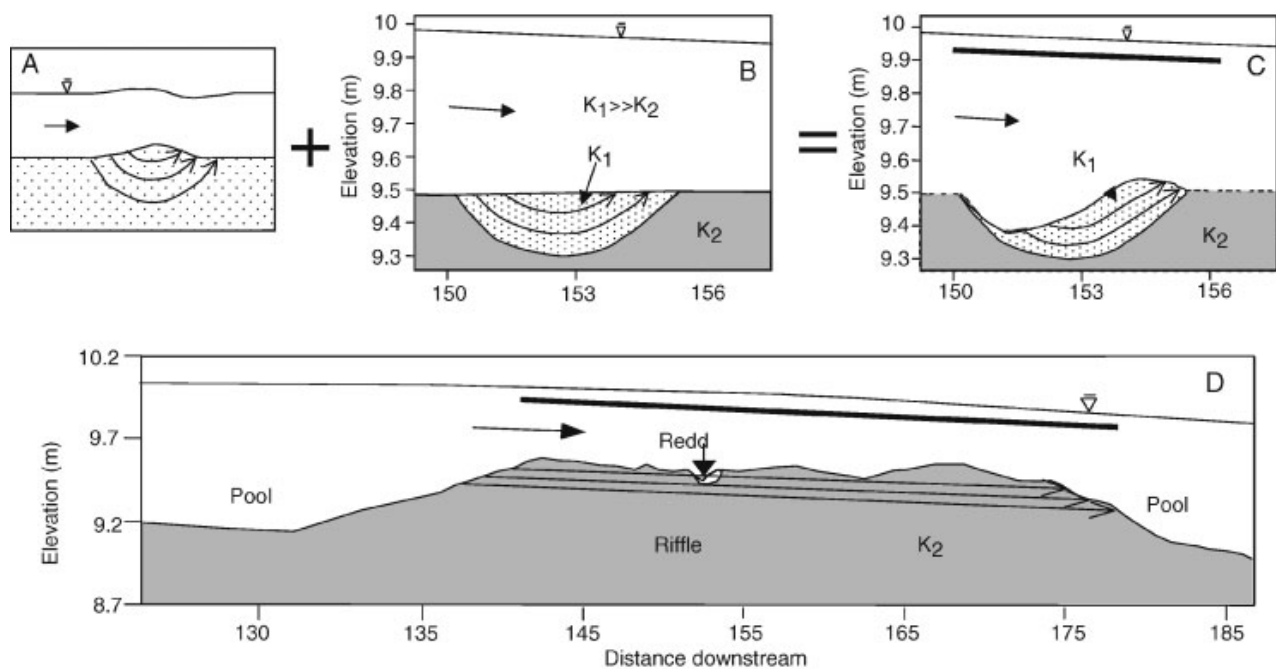 A
+
Elevation (m)
10
9.9
9.8
9.7
9.6
9.5
9.4
9.3
B
K1>>K2
K1
K2
150 153 156
=
Elevation (m)
10
9.9
9.8
9.7
9.6
9.5
9.4
9.3
C
K1
K2
150 153 156
Elevation (m)
10.2
9.7
9.2
8.7
D
Redd
Pool
Pool
Riffle K2
130 135 145 155 165 175 185
Distance downstream